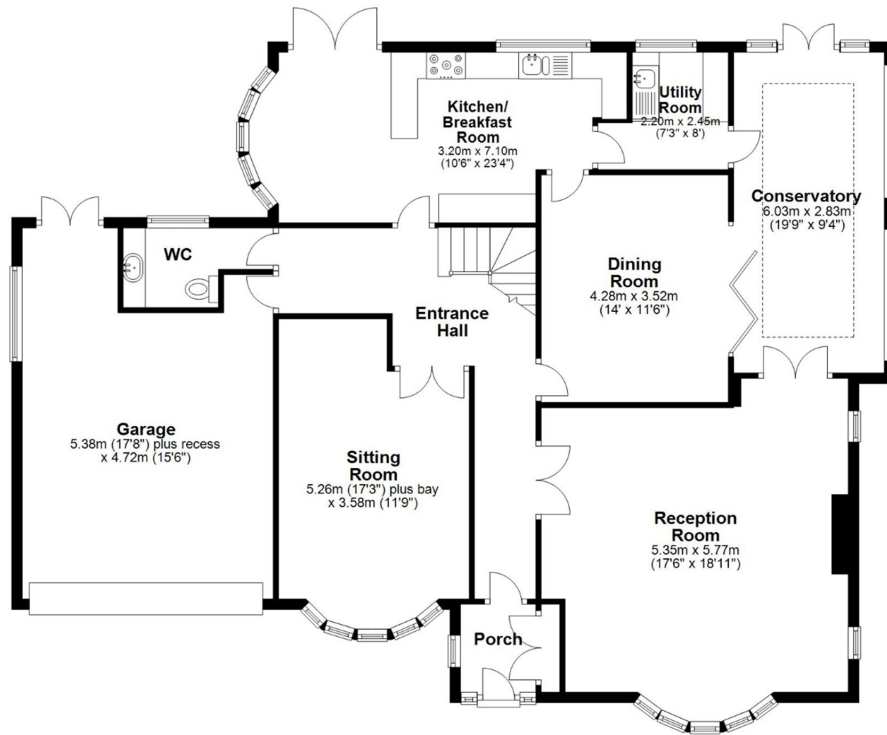 Kitchen/
Breakfast
Room
3.20m x 7.10m
(10'6" x 23'4")
Utility
Room
2.20m x 2.45m
(7'3" x 8')
Conservatory
6.03m x 2.83m
(19'9" x 9'4")
WC
Dining
Room
4.28m x 3.52m
(14' x 11'6")
Entrance
Hall
Garage
5.38m (17'8") plus recess
x 4.72m (15'6")
Sitting
Room
5.26m (17'3") plus bay
x 3.58m (11'9")
Reception
Room
5.35m x 5.77m
(17'6" x 18'11")
Porch